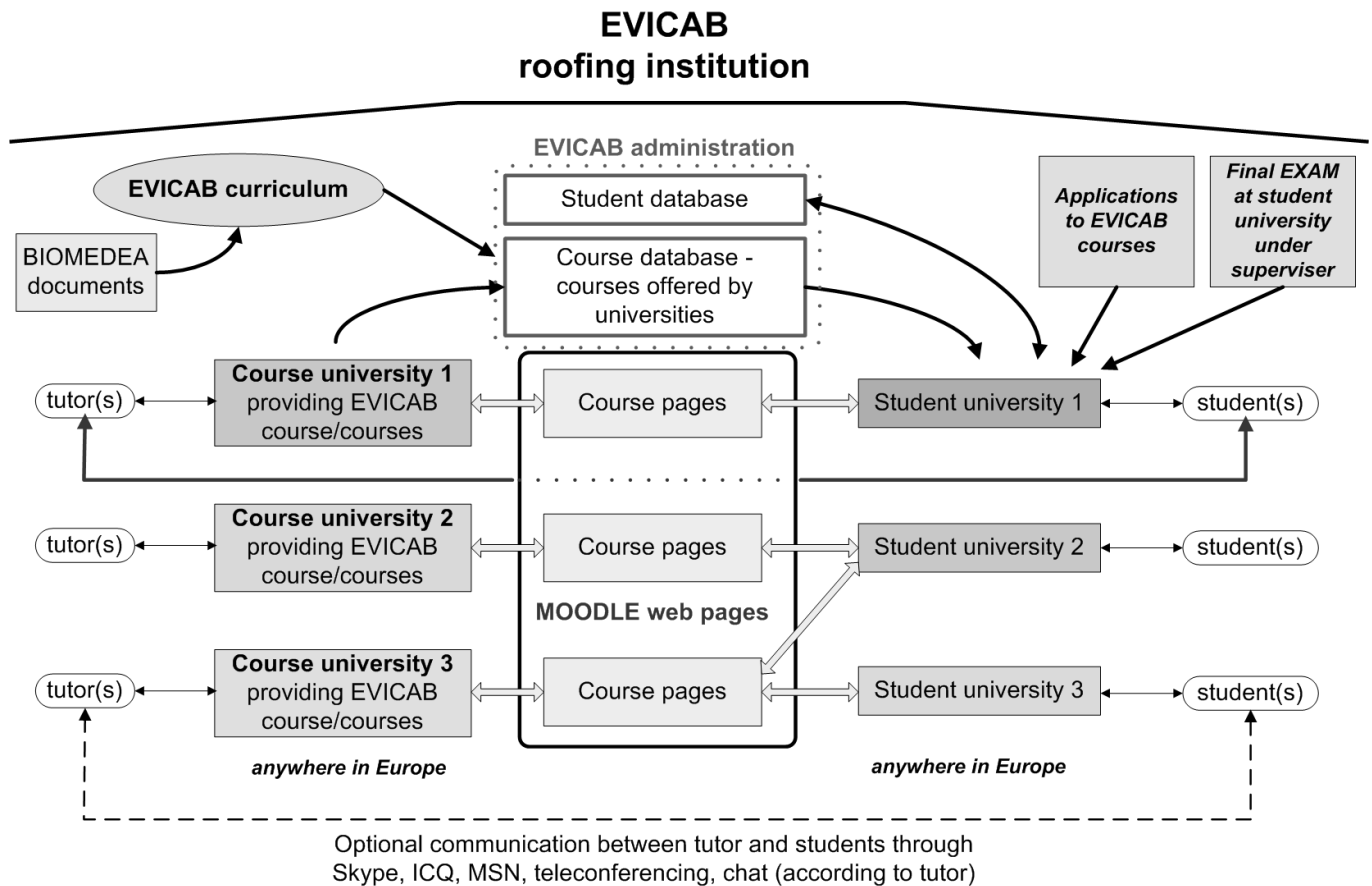 EVICAB
roofing institution
EVICAB administration
EVICAB curriculum
BIOMEDEA
documents
Student database
Course database -
courses offered by
universities
Applications
to EVICAB
courses
Final EXAM
at student
university
under
superviser
tutor(s)
Course university 1
providing EVICAB
course/courses
Course pages
Student university 1
student(s)
tutor(s)
Course university 2
providing EVICAB
course/courses
Course pages
Student university 2
student(s)
MOODLE web pages
tutor(s)
Course university 3
providing EVICAB
course/courses
Course pages
Student university 3
student(s)
anywhere in Europe
anywhere in Europe
Optional communication between tutor and students through
Skype, ICQ, MSN, teleconferencing, chat (according to tutor)